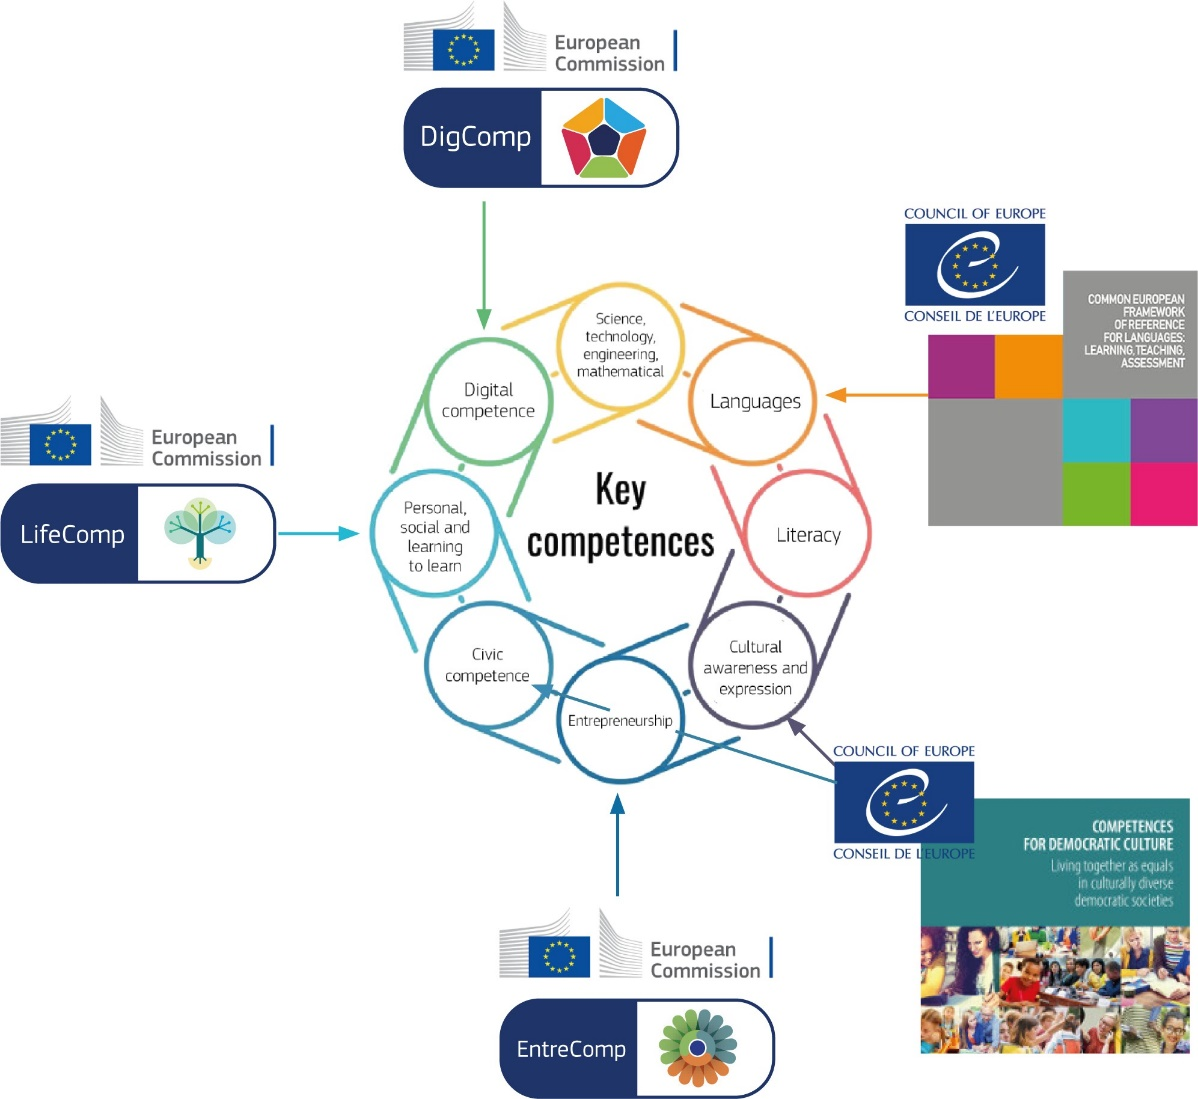 European
Commission
DigComp
COUNCIL OF EUROPE
CONSEIL DE L'EUROPE
COMMON EUROPEAN
FRAMEWORK
OF REFERENCE
FOR LANGUAGES:
LEARNING, TEACHING,
ASSESSMENT
Science,
technology,
engineering,
mathematical
Digital
competence
Languages
European
Commission
LifeComp
Personal,
social and
learning
to learn
Key
competences
Literacy
Civic
competence
Cultural
awareness and
expression
Entrepreneurship
COUNCIL OF EUROPE
CONSEIL DE L'EUROPE
COMPETENCES
FOR DEMOCRATIC CULTURE
Living together as equals
in culturally diverse
democratic societies
European
Commission
EntreComp